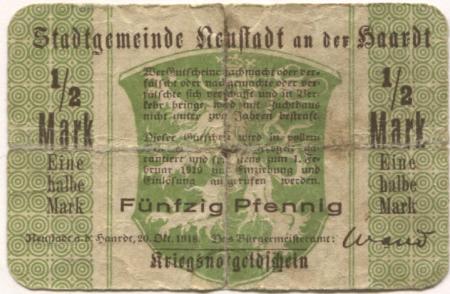 Stadtgemeinde Neustadt an der Haardt
1/2
Mark
Eine
halbe
Mark
Wer Gutscheine nachmacht oder ver-
fälscht oder nachgemachte oder ver-
fälschte sich verschafft und in Ver-
kehr bringt, wird mit Zuchthaus
nicht unter zwei Jahren bestraft.
Dieser Gutschein wird in vollem
garantiert und spätestens zum 1. Fe-
bruar 1919 zur Einziehung und
Einlösung aufgerufen werden.
Fünfzig Pfennig
1/2
Mark
Eine
halbe
Mark
Neustadt a. d. Haardt, 20. Okt. 1918. Das Bürgermeisteramt:
Kriegsnotgeldschein